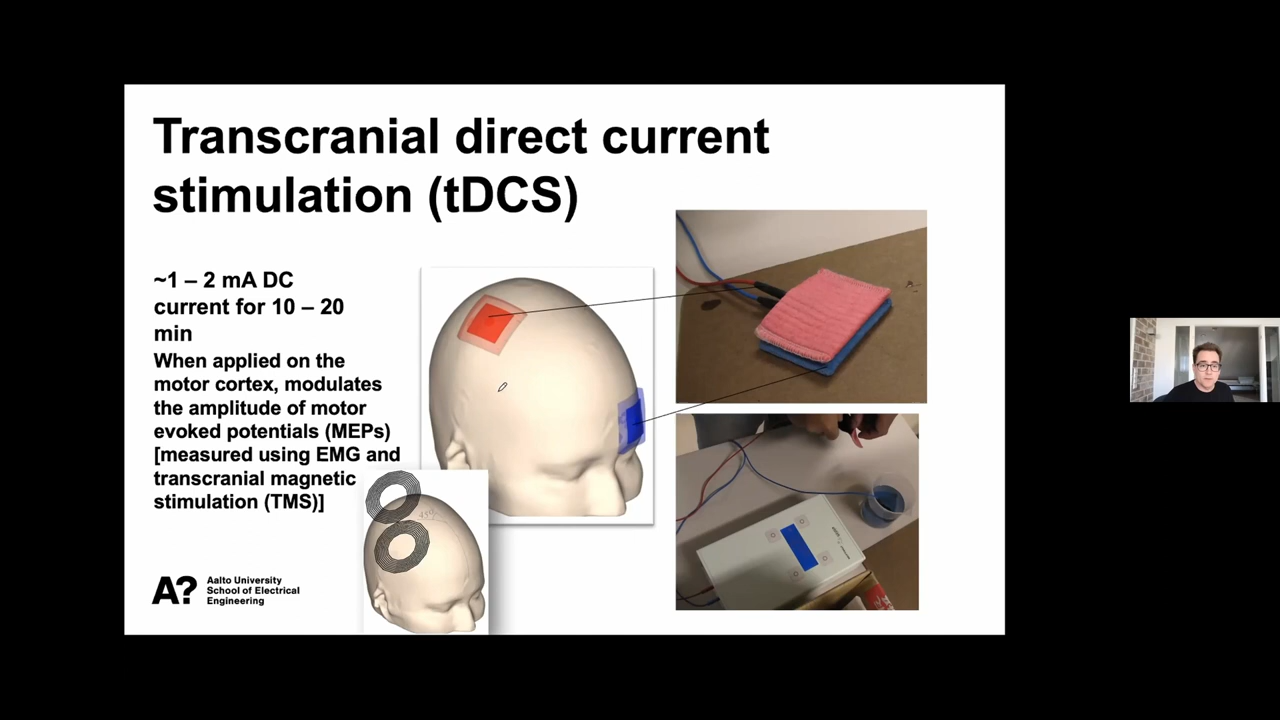 Transcranial direct current
stimulation (tDCS)
~1 – 2 mA DC
current for 10 – 20
min
When applied on the
motor cortex, modulates
the amplitude of motor
evoked potentials (MEPs)
[measured using EMG and
transcranial magnetic
stimulation (TMS)]
45°
A?
Aalto University
School of Electrical
Engineering